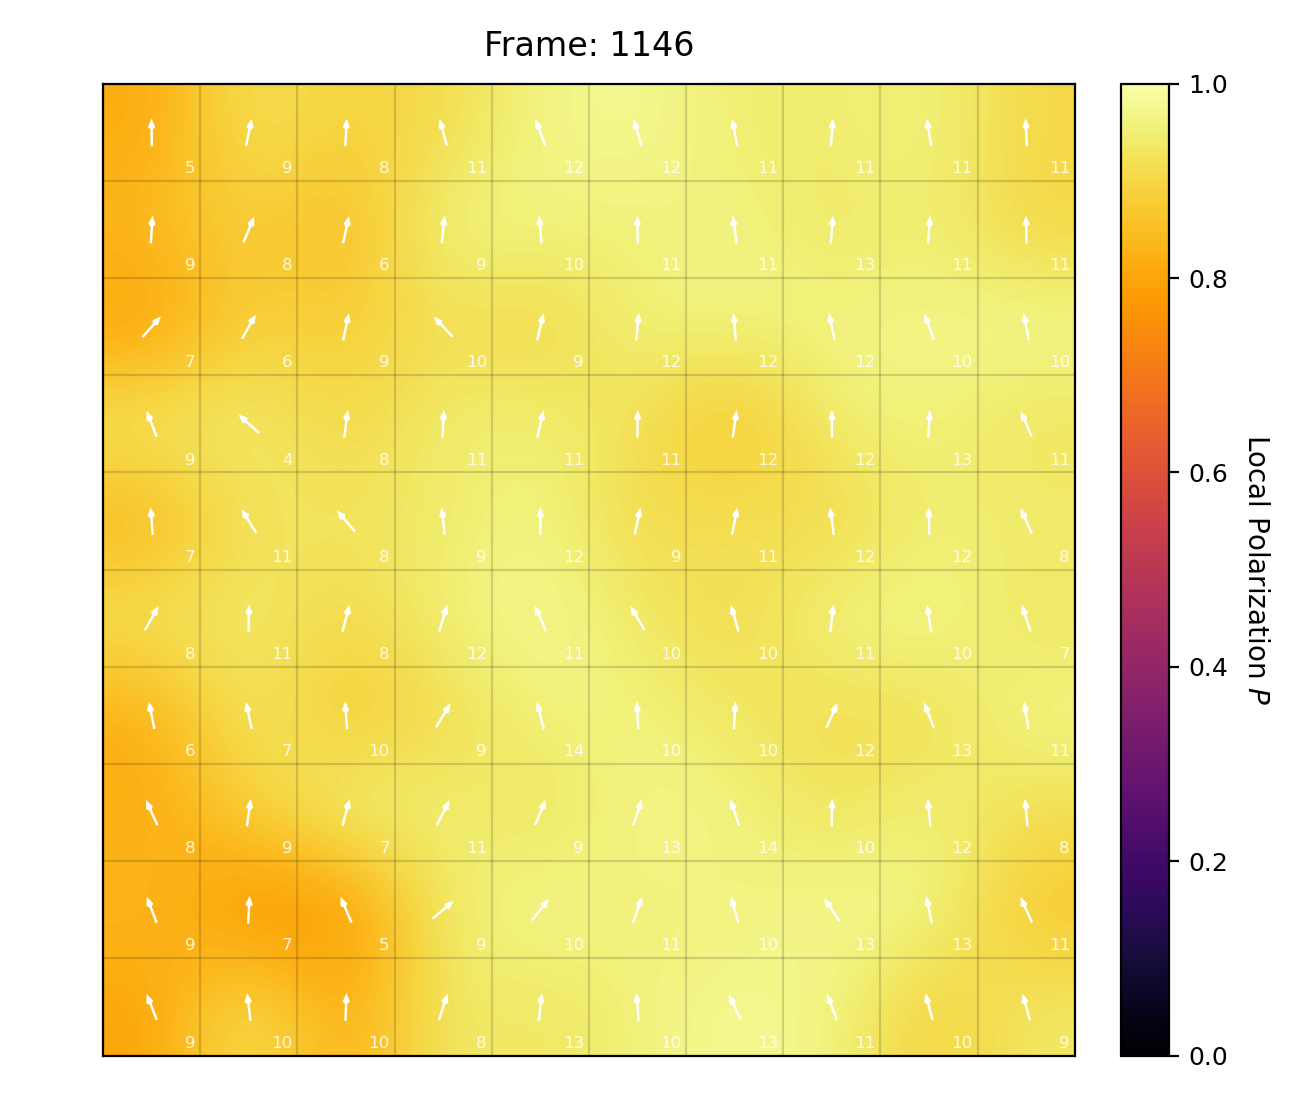 Frame: 1146
5 9 8 11 12 12 11 11 11 11
9 8 6 9 10 11 11 13 11 11
7 6 9 10 9 12 12 12 10 10
9 4 8 11 11 11 12 12 13 11
7 11 8 9 12 9 11 12 12 8
8 11 8 12 11 10 10 11 10 7
6 7 10 9 14 10 10 12 13 11
8 9 7 11 9 13 14 10 12 8
9 7 5 9 10 11 10 13 13 11
9 10 10 8 13 10 13 11 10 9
1.0
0.8
0.6
0.4
0.2
0.0
Local Polarization P